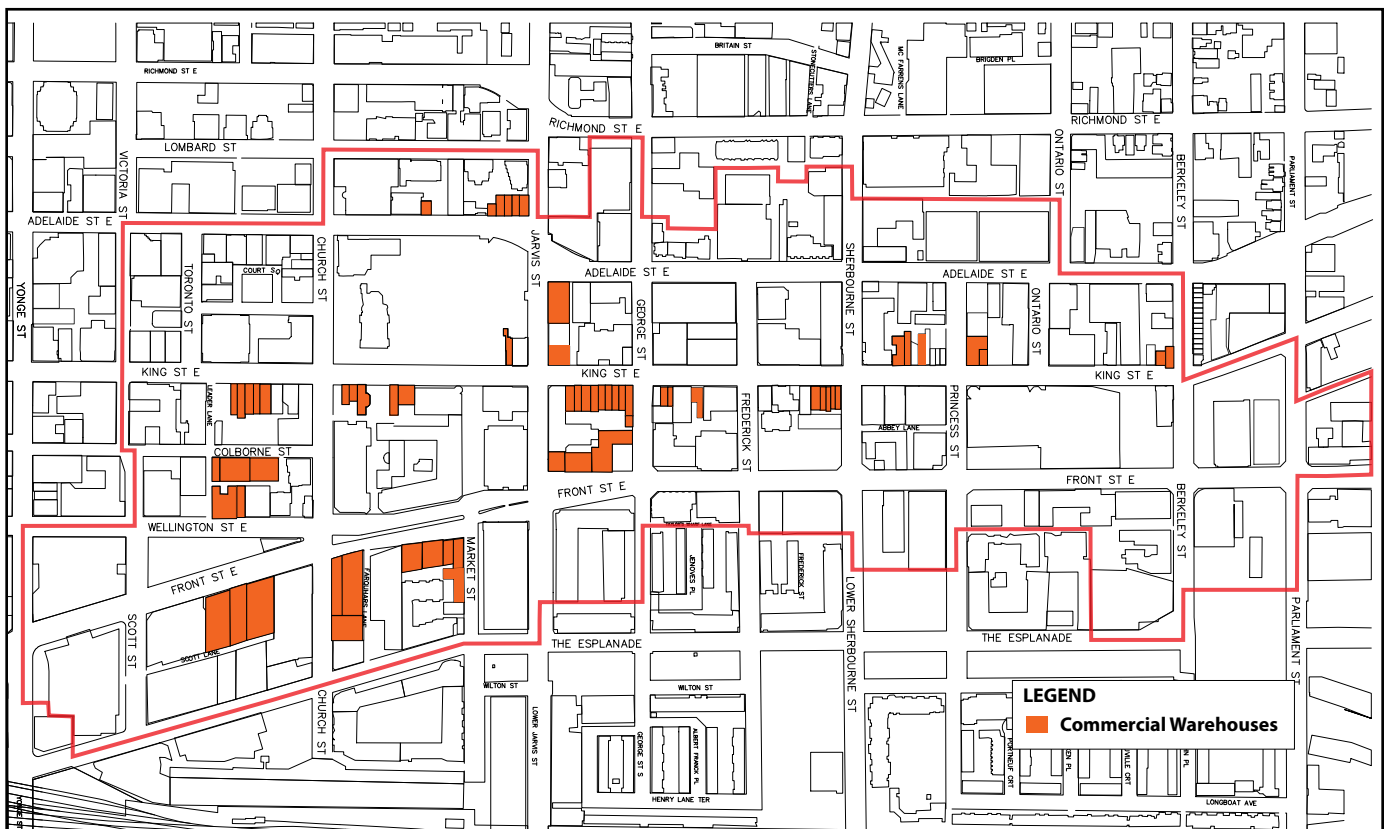 BRITAIN ST
RICHMOND ST E
STONECUTTERS LANE
MC FARRENS LANE
BRIGDEN PL
RICHMOND ST E
RICHMOND ST E
LOMBARD ST
VICTORIA ST
ONTARIO ST
BERKELEY ST
PARLIAMENT ST
ADELAIDE ST E
TORONTO ST
COURT SQ
CHURCH ST
JARVIS ST
ADELAIDE ST E
SHERBOURNE ST
ADELAIDE ST E
YONGE ST
GEORGE ST
ONTARIO ST
KING ST E
KING ST E
KING ST E
LEADER LANE
FREDERICK ST
PRINCESS ST
ABBEY LANE
COLBORNE ST
FRONT ST E
FRONT ST E
BERKELEY ST
WELLINGTON ST E
MARKET ST
FRONT ST E
FARQUHARS LANE
JENOVES PL
FREDERICK ST
LOWER SHERBOURNE ST
PARLIAMENT ST
SCOTT ST
SCOTT LANE
THE ESPLANADE
THE ESPLANADE
CHURCH ST
WILTON ST
WILTON ST
LOWER JARVIS ST
GEORGE ST S
ALBERT FRANCK PL
HENRY LANE TER
LEGEND
Commercial Warehouses
PORTNEUF CRT
LONGBOAT AVE